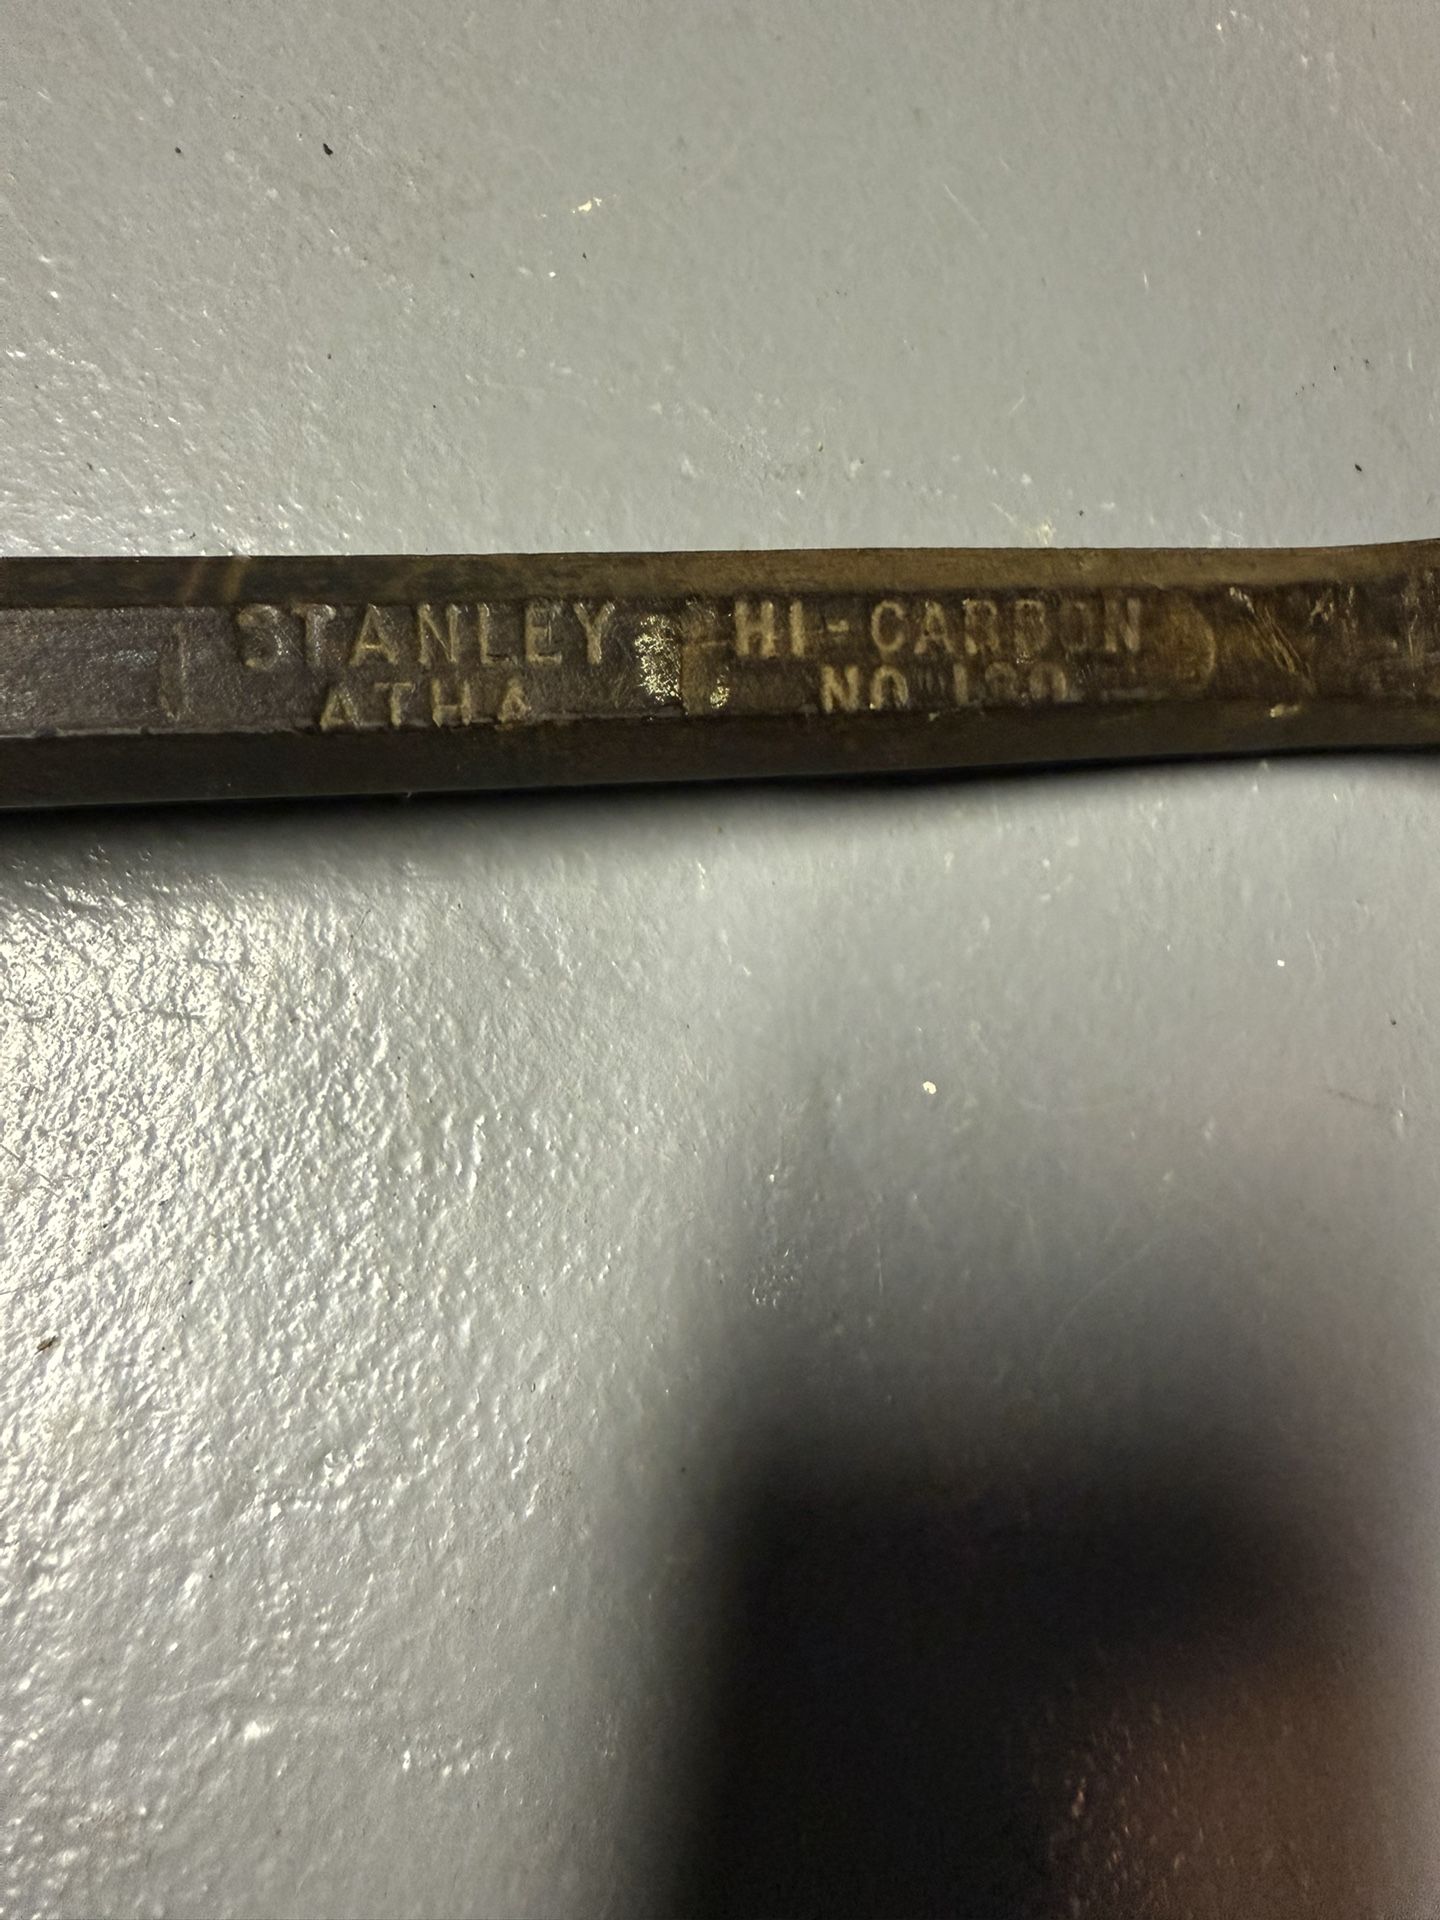 STANLEY
ATHA
HI-CARBON
NO